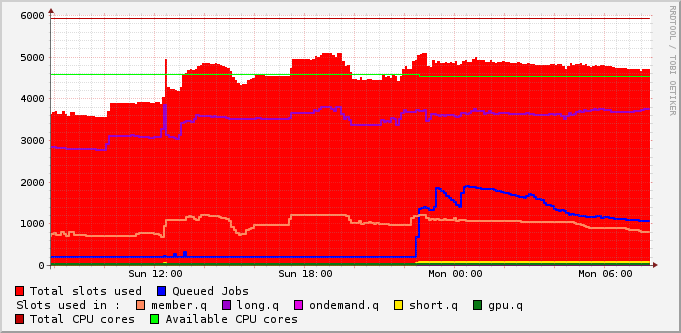 RRDTOOL / TOBI OETIKER
6000
5000
4000
3000
2000
1000
0
Sun 12:00 Sun 18:00 Mon 00:00 Mon 06:00
Total slots used Queued Jobs
Slots used in : member.q long.q ondemand.q short.q gpu.q
Total CPU cores Available CPU cores